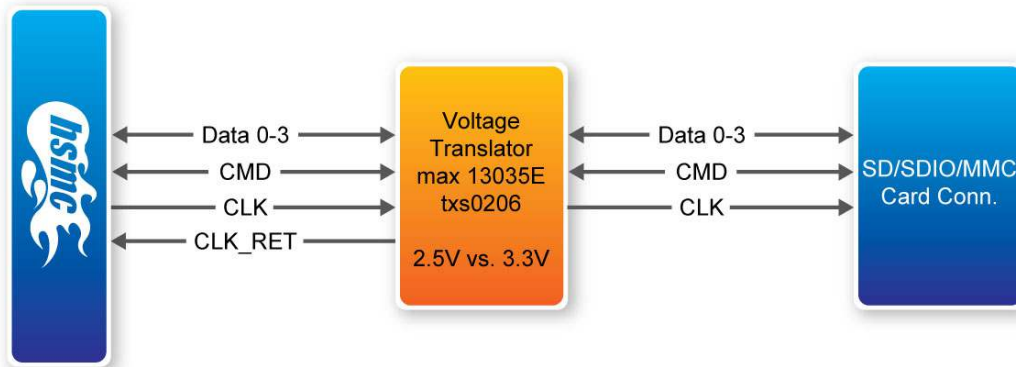 hsmc
Data 0-3
CMD
CLK
CLK_RET
Voltage
Translator
max 13035E
txs0206
2.5V vs. 3.3V
Data 0-3
CMD
CLK
SD/SDIO/MMC
Card Conn.